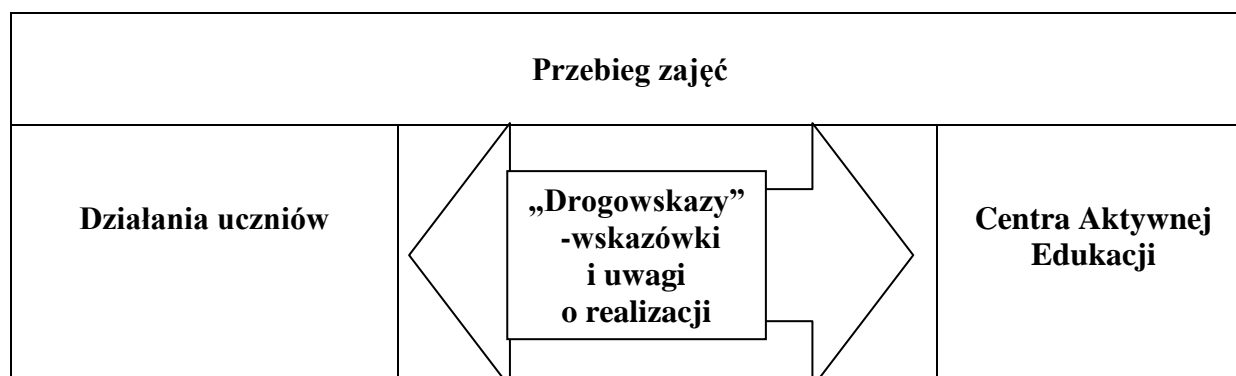 Przebieg zajęć
Działania uczniów
„Drogowskazy”
-wskazówki
i uwagi
o realizacji
Centra Aktywnej
Edukacji